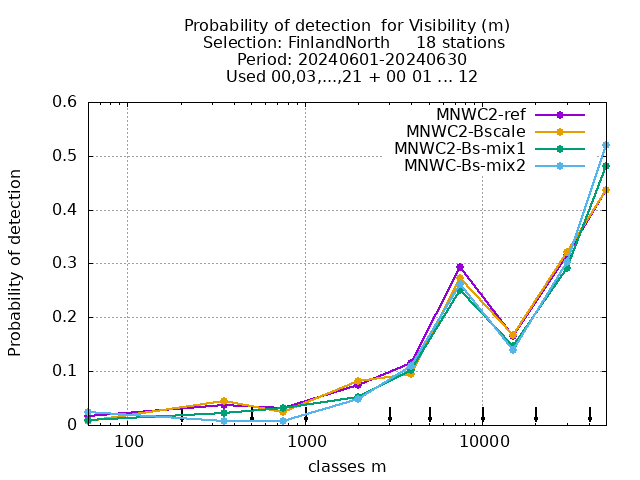 Probability of detection  for Visibility (m)
Selection: FinlandNorth     18 stations
Period: 20240601-20240630
Used 00,03,...,21 + 00 01 ... 12
MNWC2-ref
MNWC2-Bscale
MNWC2-Bs-mix1
MNWC-Bs-mix2
Probability of detection
0.6
0.5
0.4
0.3
0.2
0.1
0
100
1000
10000
classes m